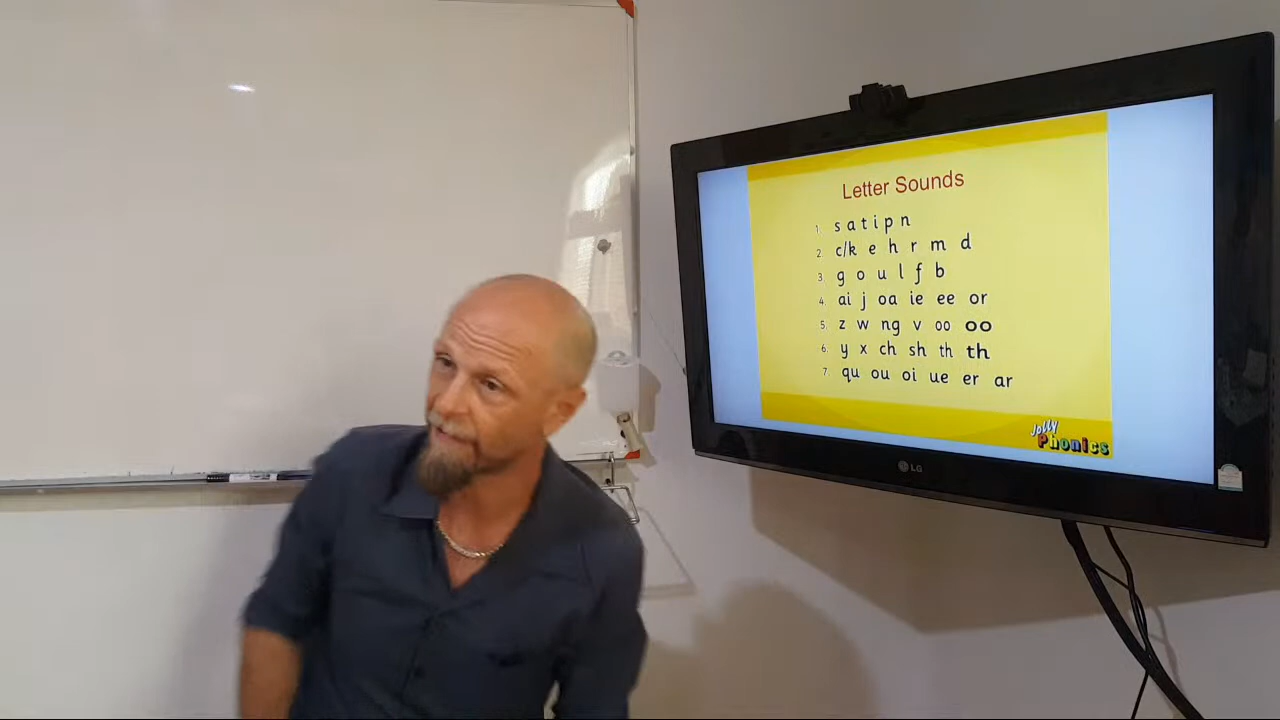 Letter Sounds
1. s a t i p n
2. c/k e h r m d
3. g o u l f b
4. ai j oa ie ee or
5. z w ng v oo oo
6. y x ch sh th th
7. qu ou oi ue er ar
Jolly
Phonics
LG